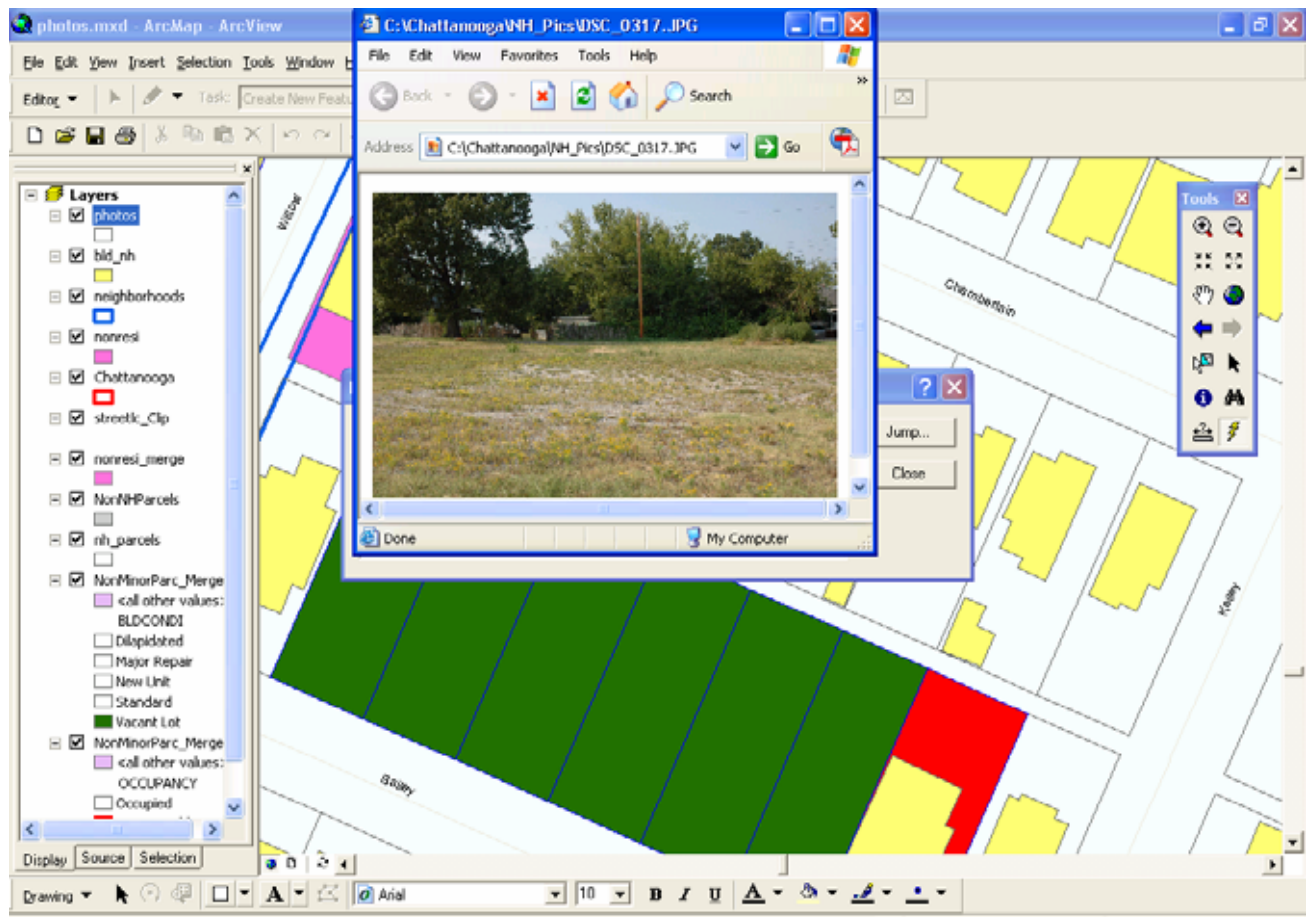 photos.mxd - ArcMap - ArcView
File Edit View Insert Selection Tools Window H
Editor Task: Create New Featu
Layers
photos
bld_nh
neighborhoods
nonresi
Chattanooga
streetlc_Clip
nonresi_merge
NonNHParcels
nh_parcels
NonMinorParc_Merge
<all other values:
BLDCONDI
Dilapidated
Major Repair
New Unit
Standard
Vacant Lot
NonMinorParc_Merge
<all other values:
OCCUPANCY
Occupied
Display Source Selection
Drawing A Arial 10 B I U A
C:\Chattanooga\NH_Pics\DSC_0317..JPG
File Edit View Favorites Tools Help
Back Search
Address C:\Chattanooga\NH_Pics\DSC_0317.JPG Go
Done My Computer
Jump...
Close
Tools
Willow
Chamberlain
Kelley
Bailey